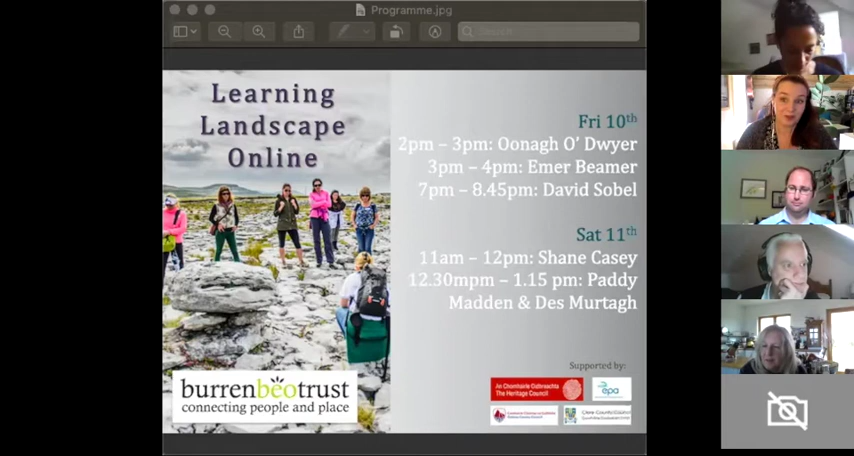 Programme.jpg
Search
Learning
Landscape
Online
Fri 10th
2pm – 3pm: Oonagh O' Dwyer
3pm – 4pm: Emer Beamer
7pm – 8.45pm: David Sobel
Sat 11th
11am – 12pm: Shane Casey
12.30mpm – 1.15 pm: Paddy
Madden & Des Murtagh
Supported by:
An Chomhairle Oidhreachta
The Heritage Council
epa
burrenbeotrust
connecting people and place